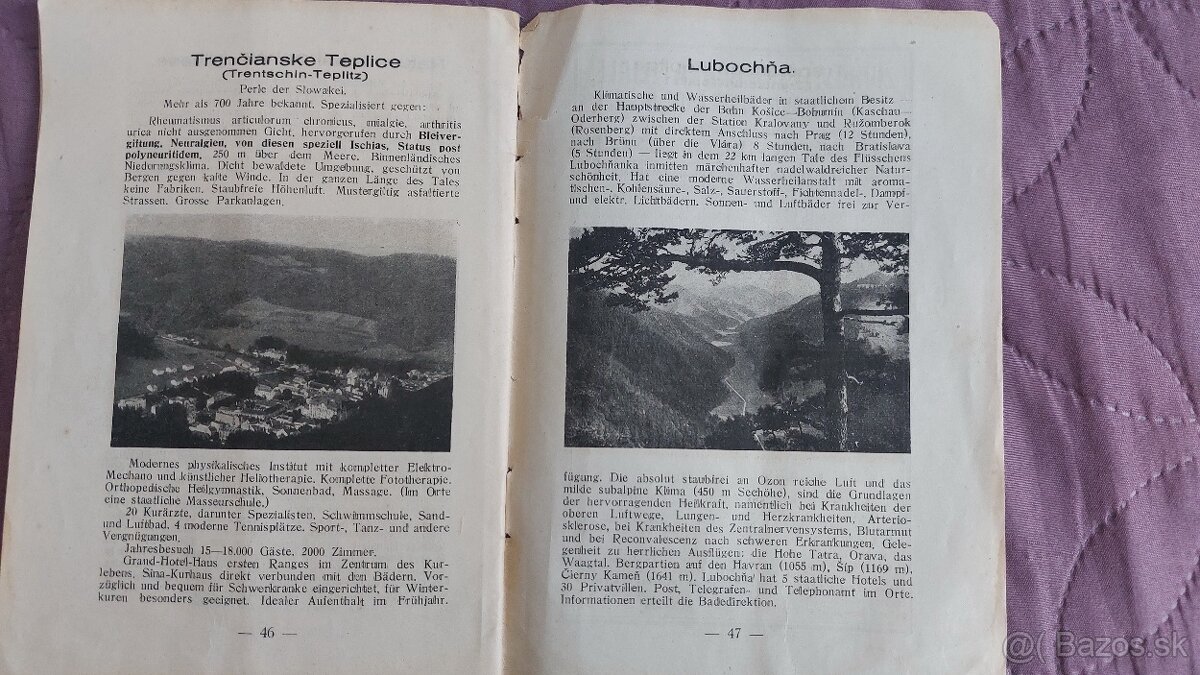 Trenčianske Teplice
(Trentschin-Teplitz)
Perle der Slowakei.
Mehr als 700 Jahre bekannt. Spezialisiert gegen:
Rheumatismus articulorum chronicus, mialgie, arthritis
urica nicht ausgenommen Gicht, hervorgerufen durch Bleiver-
giftung, Neuralgien, von diesen speziell Ischias, Status post
polyneuritidem, 250 m über dem Meere. Binnenländisches
Niederungsklima. Dicht bewaldete Umgebung, geschützt von
Bergen gegen kalte Winde. In der ganzen Länge des Tales
keine Fabriken. Staubfreie Höhenluft. Mustergiltig asfaltierte
Strassen. Grosse Parkanlagen.
Modernes physikalisches Institut mit kompletter Elektro-
Mechano und künstlicher Heliotherapie. Komplette Fototherapie.
Orthopedische Heilgymnastik, Sonnenbad, Massage. (Im Orte
eine staatliche Masseurschule.)
20 Kurärzte, darunter Spezialisten, Schwimmschule, Sand-
und Luftbad. 4 moderne Tennisplätze. Sport-, Tanz- und andere
Vergnügungen.
Jahresbesuch 15—18.000 Gäste. 2000 Zimmer.
Grand-Hotel-Haus ersten Ranges im Zentrum des Kur-
lebens. Sina-Kurhaus direkt verbunden mit den Bädern. Vor-
züglich und bequem für Schwerkranke eingerichtet, für Winter-
kuren besonders geeignet. Idealer Aufenthalt im Frühjahr.
— 46 —
Lubochňa.
Klimatische und Wasserheilbäder in staatlichem Besitz —
an der Hauptstrecke der Bahn Košice—Bohumín (Kaschau—
Oderberg) zwischen der Station Kralovany und Ružomberok
(Rosenberg) mit direktem Anschluss nach Prag (12 Stunden),
nach Brünn (über die Vlára) 8 Stunden, nach Bratislava
(5 Stunden) — liegt in dem 22 km langen Tale des Flüsschens
Lubochňanka inmitten märchenhafter nadelwaldreicher Natur-
schönheit. Hat eine moderne Wasserheilanstalt mit aroma-
tischen-, Kohlensäure-, Salz-, Sauerstoff-, Fichtennadel-, Dampf-
und elektr. Lichtbädern. Sonnen- und Luftbäder frei zur Ver-
fügung. Die absolut staubfrei an Ozon reiche Luft und das
milde subalpine Klima (450 m Seehöhe), sind die Grundlagen
der hervorragenden Heilkraft, namentlich bei Krankheiten der
oberen Luftwege, Lungen- und Herzkrankheiten, Arterio-
sklerose, bei Krankheiten des Zentralnervensystems, Blutarmut
und bei Reconvalescenz nach schweren Erkrankungen. Gele-
genheit zu herrlichen Ausflügen: die Hohe Tatra, Orava, das
Waagtal. Bergpartien auf den Havran (1055 m), Šíp (1169 m),
Čierny Kameň (1641 m). Lubochňa hat 5 staatliche Hotels und
30 Privatvillen. Post, Telegrafen- und Telephonamt im Orte.
Informationen erteilt die Badedirektion.
— 47 —
@( Bazos.sk